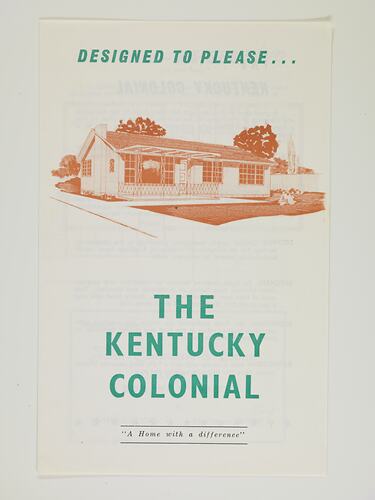 DESIGNED TO PLEASE...
THE
KENTUCKY
COLONIAL
"A Home with a difference"